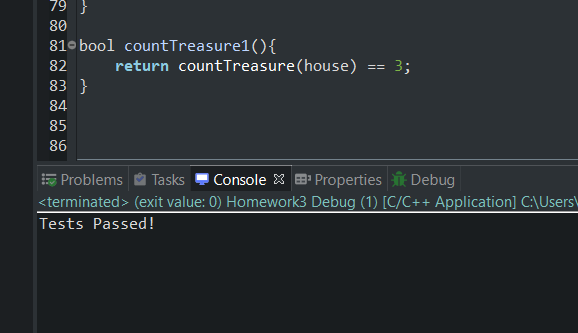 79 }
80
81 bool countTreasure1(){
82 return countTreasure(house) == 3;
83 }
84
85
86
Problems Tasks Console Properties Debug
<terminated> (exit value: 0) Homework3 Debug (1) [C/C++ Application] C:\Users\
Tests Passed!